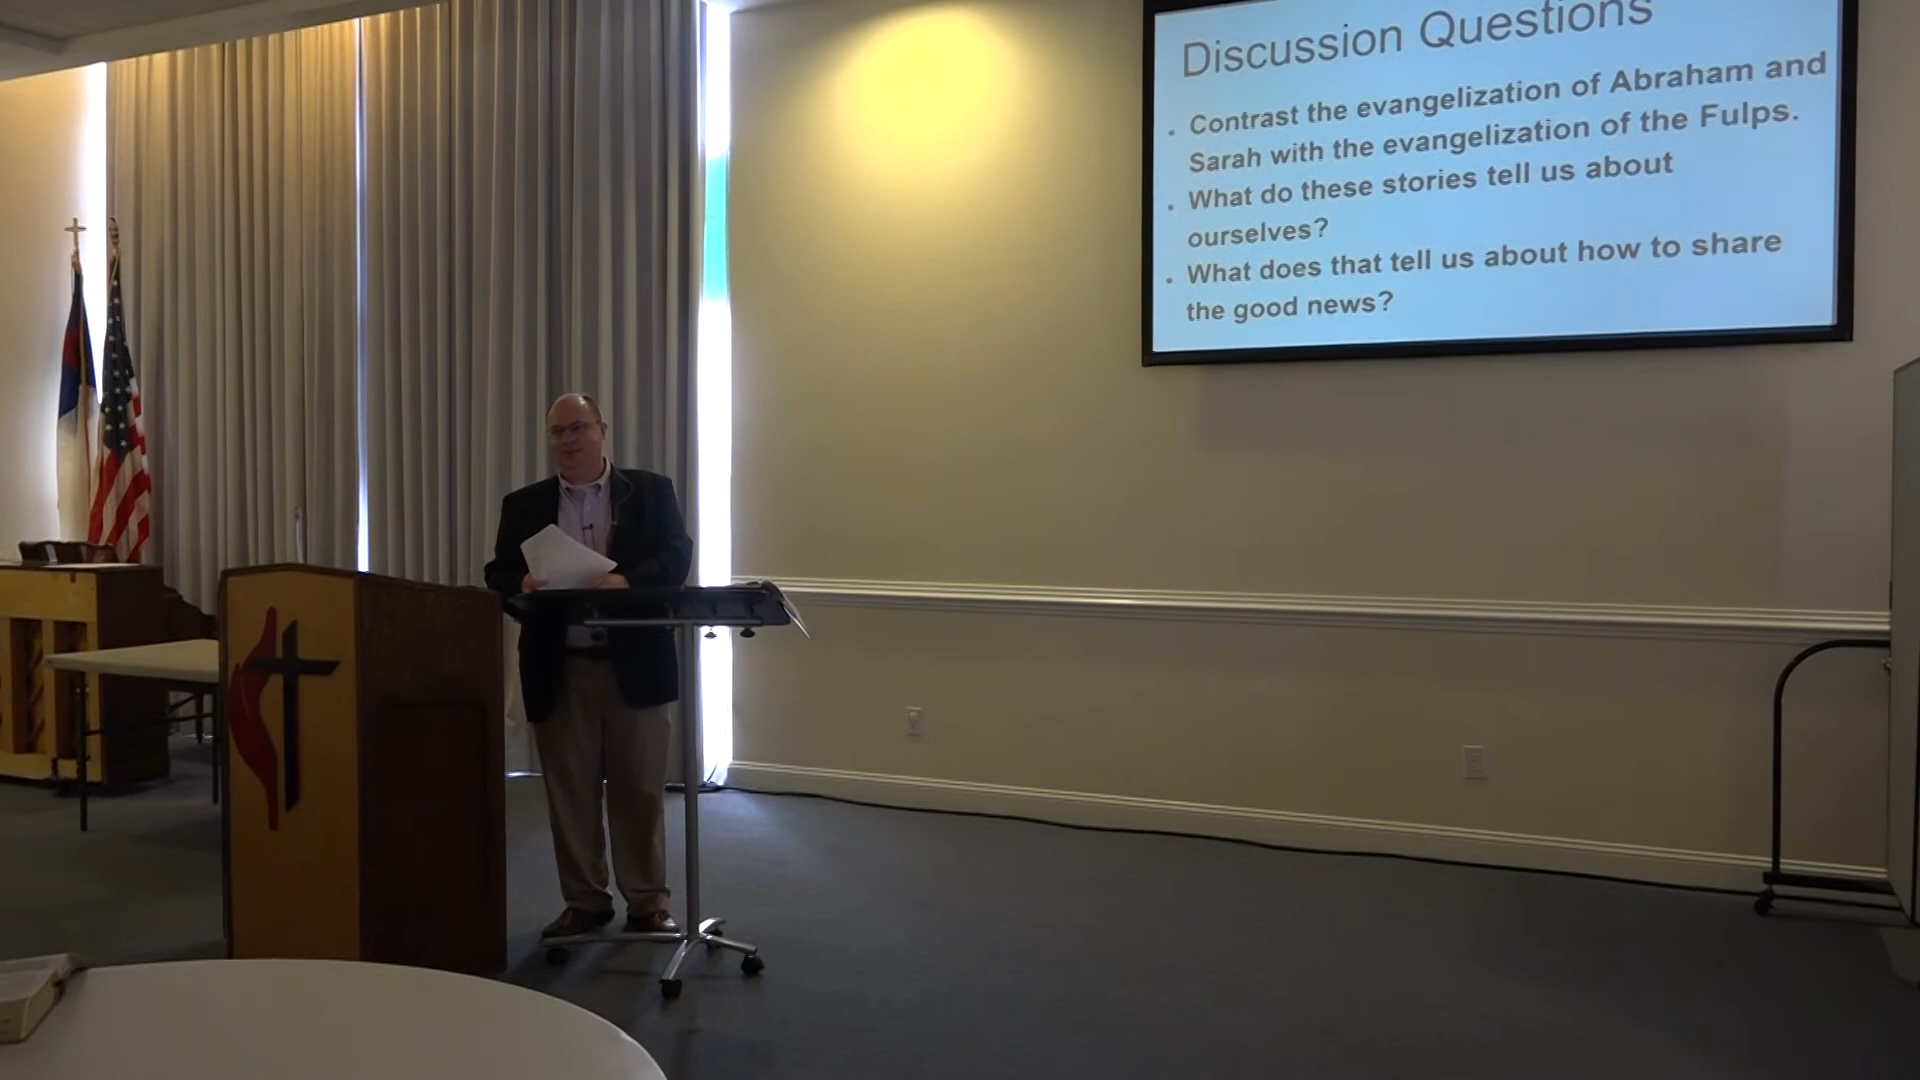 Discussion Questions
. Contrast the evangelization of Abraham and
Sarah with the evangelization of the Fulps.
. What do these stories tell us about
ourselves?
. What does that tell us about how to share
the good news?